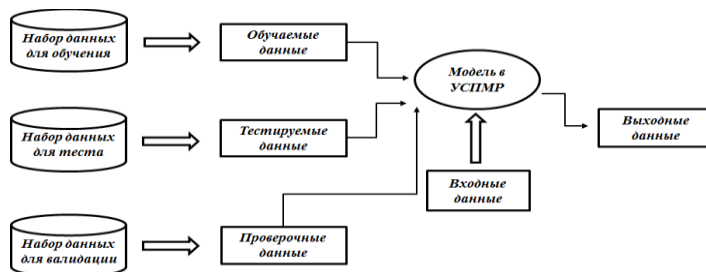 Набор данных
для обучения
Обучаемые
данные
Модель в
УСПМР
Набор данных
для теста
Тестируемые
данные
Выходные
данные
Входные
данные
Набор данных
для валидации
Проверочные
данные